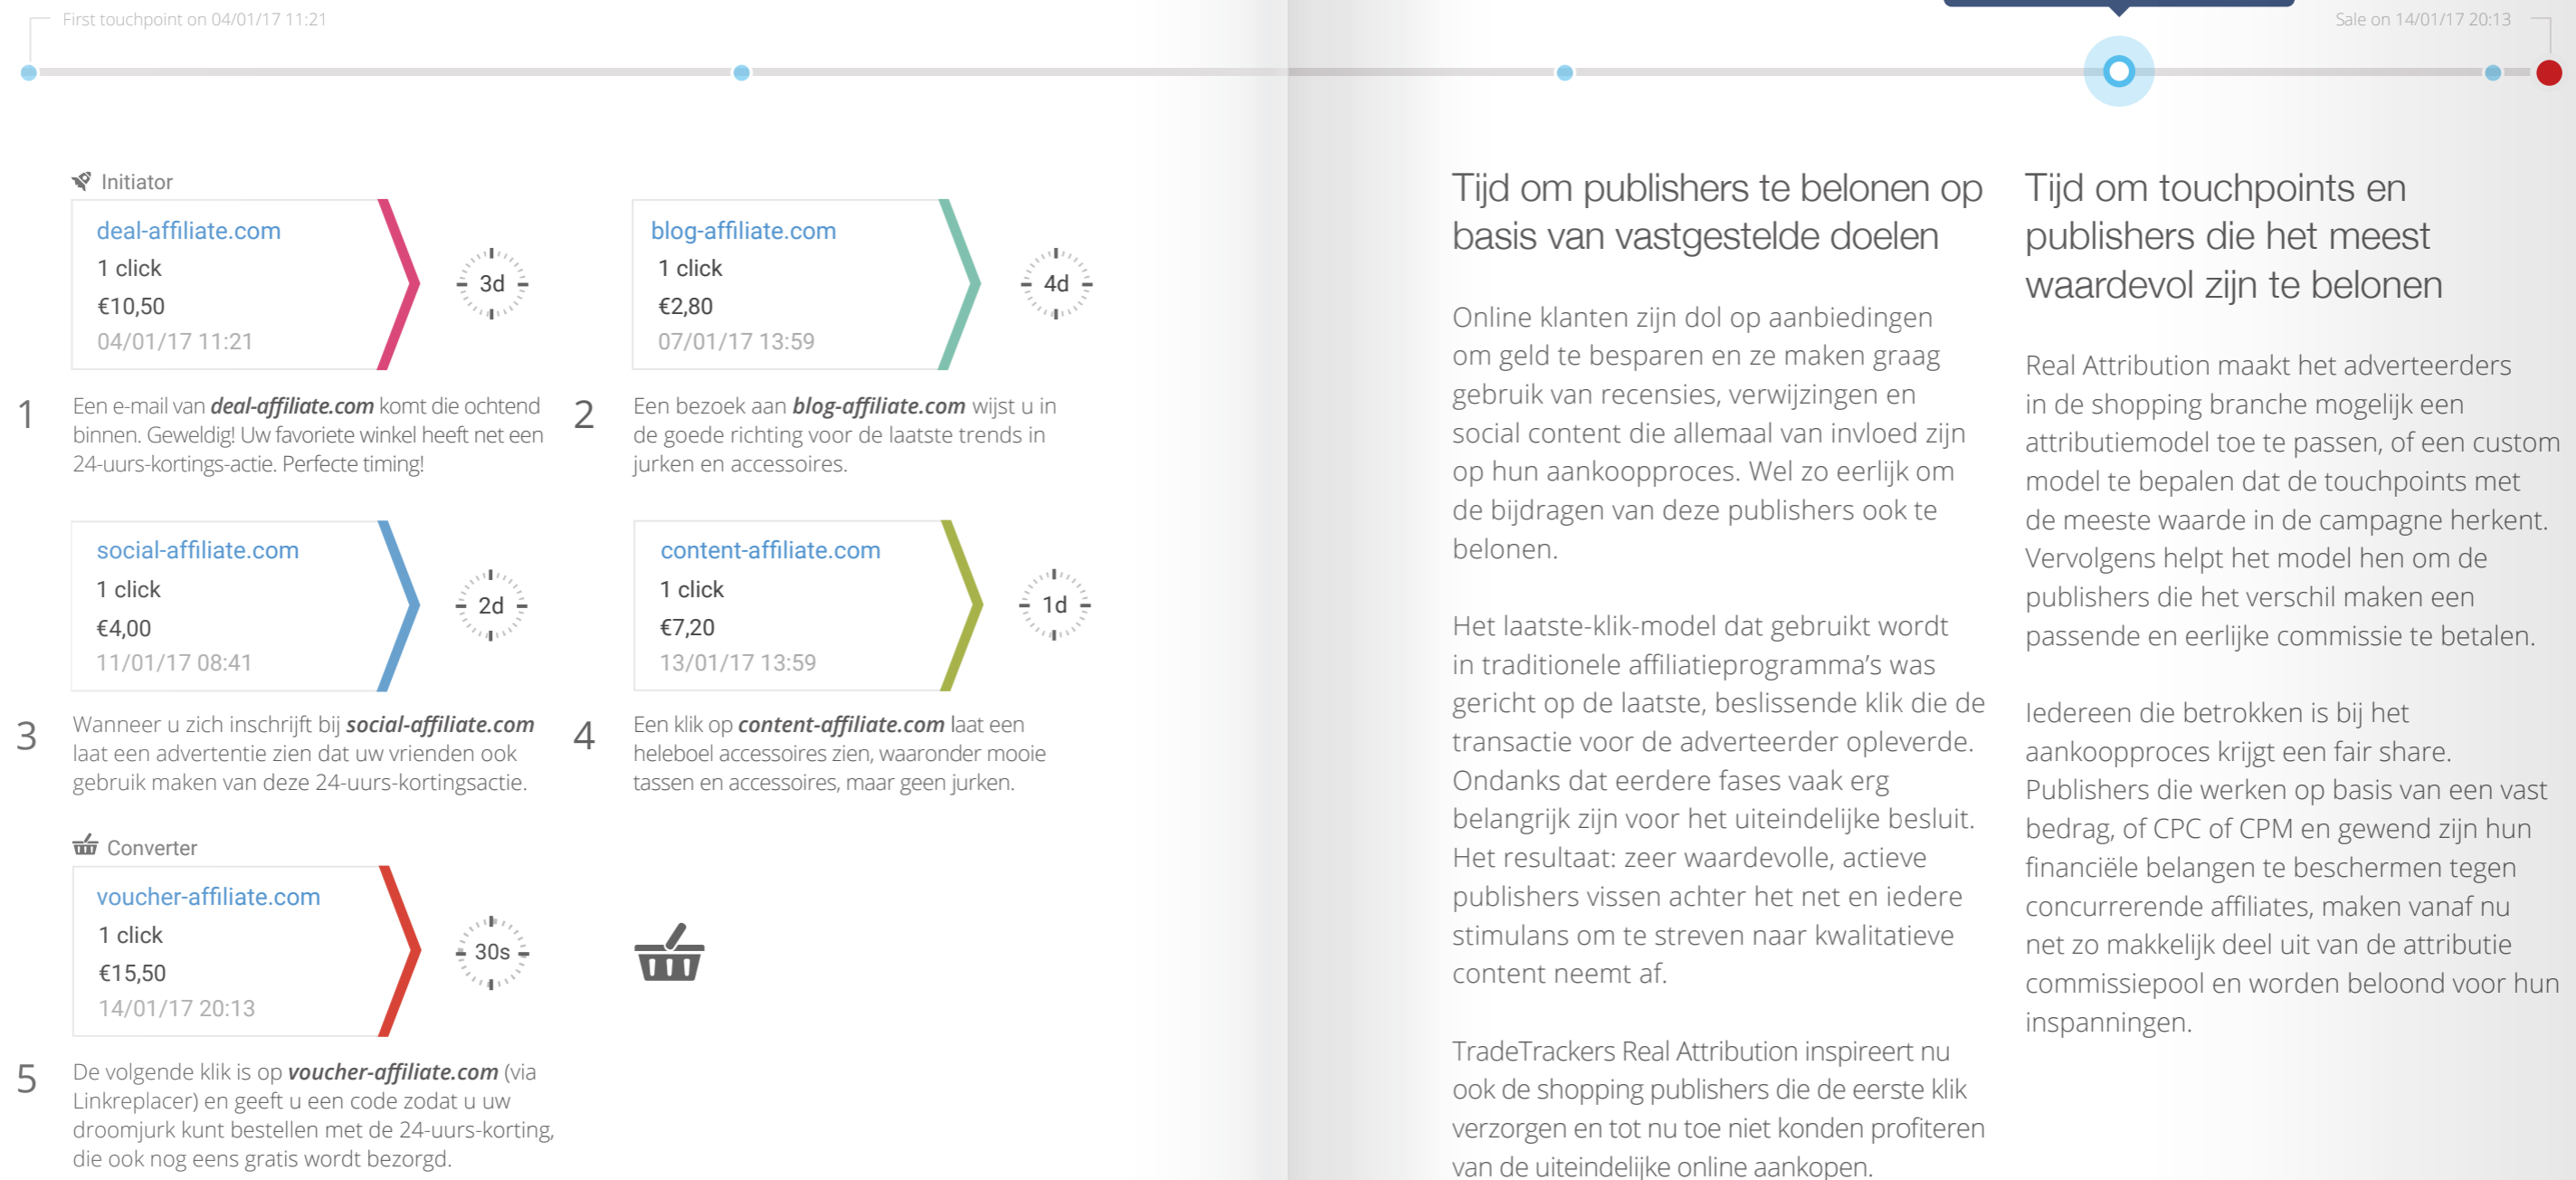 First touchpoint on 04/01/17 11:21
Sale on 14/01/17 20:13
Initiator
deal-affiliate.com
1 click
€10,50
04/01/17 11:21
3d
1
Een e-mail van deal-affiliate.com komt die ochtend
binnen. Geweldig! Uw favoriete winkel heeft net een
24-uurs-kortings-actie. Perfecte timing!
blog-affiliate.com
1 click
€2,80
07/01/17 13:59
4d
2
Een bezoek aan blog-affiliate.com wijst u in
de goede richting voor de laatste trends in
jurken en accessoires.
social-affiliate.com
1 click
€4,00
11/01/17 08:41
2d
3
Wanneer u zich inschrijft bij social-affiliate.com
laat een advertentie zien dat uw vrienden ook
gebruik maken van deze 24-uurs-kortingsactie.
content-affiliate.com
1 click
€7,20
13/01/17 13:59
1d
4
Een klik op content-affiliate.com laat een
heleboel accessoires zien, waaronder mooie
tassen en accessoires, maar geen jurken.
Converter
voucher-affiliate.com
1 click
€15,50
14/01/17 20:13
30s
5
De volgende klik is op voucher-affiliate.com (via
Linkreplacer) en geeft u een code zodat u uw
droomjurk kunt bestellen met de 24-uurs-korting,
die ook nog eens gratis wordt bezorgd.
Tijd om publishers te belonen op
basis van vastgestelde doelen
Online klanten zijn dol op aanbiedingen
om geld te besparen en ze maken graag
gebruik van recensies, verwijzingen en
social content die allemaal van invloed zijn
op hun aankoopproces. Wel zo eerlijk om
de bijdragen van deze publishers ook te
belonen.
Het laatste-klik-model dat gebruikt wordt
in traditionele affiliatieprogramma's was
gericht op de laatste, beslissende klik die de
transactie voor de adverteerder opleverde.
Ondanks dat eerdere fases vaak erg
belangrijk zijn voor het uiteindelijke besluit.
Het resultaat: zeer waardevolle, actieve
publishers vissen achter het net en iedere
stimulans om te streven naar kwalitatieve
content neemt af.
TradeTrackers Real Attribution inspireert nu
ook de shopping publishers die de eerste klik
verzorgen en tot nu toe niet konden profiteren
van de uiteindelijke online aankopen.
Tijd om touchpoints en
publishers die het meest
waardevol zijn te belonen
Real Attribution maakt het adverteerders
in de shopping branche mogelijk een
attributiemodel toe te passen, of een custom
model te bepalen dat de touchpoints met
de meeste waarde in de campagne herkent.
Vervolgens helpt het model hen om de
publishers die het verschil maken een
passende en eerlijke commissie te betalen.
Iedereen die betrokken is bij het
aankoopproces krijgt een fair share.
Publishers die werken op basis van een vast
bedrag, of CPC of CPM en gewend zijn hun
financiële belangen te beschermen tegen
concurrerende affiliates, maken vanaf nu
net zo makkelijk deel uit van de attributie
commissiepool en worden beloond voor hun
inspanningen.